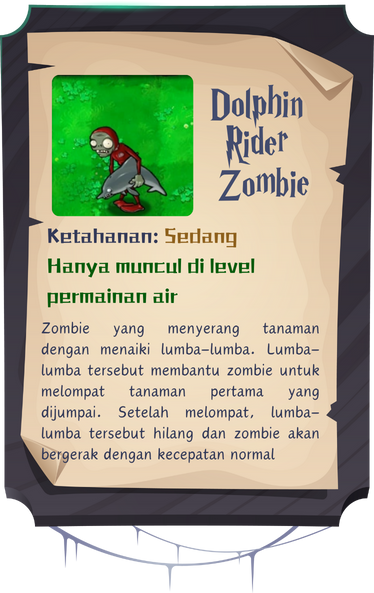 Dolphin
Rider
Zombie
Ketahanan: Sedang
Hanya muncul di level
permainan air
Zombie yang menyerang tanaman
dengan menaiki lumba-lumba. Lumba-
lumba tersebut membantu zombie untuk
melompat tanaman pertama yang
dijumpai. Setelah melompat, lumba-
lumba tersebut hilang dan zombie akan
bergerak dengan kecepatan normal